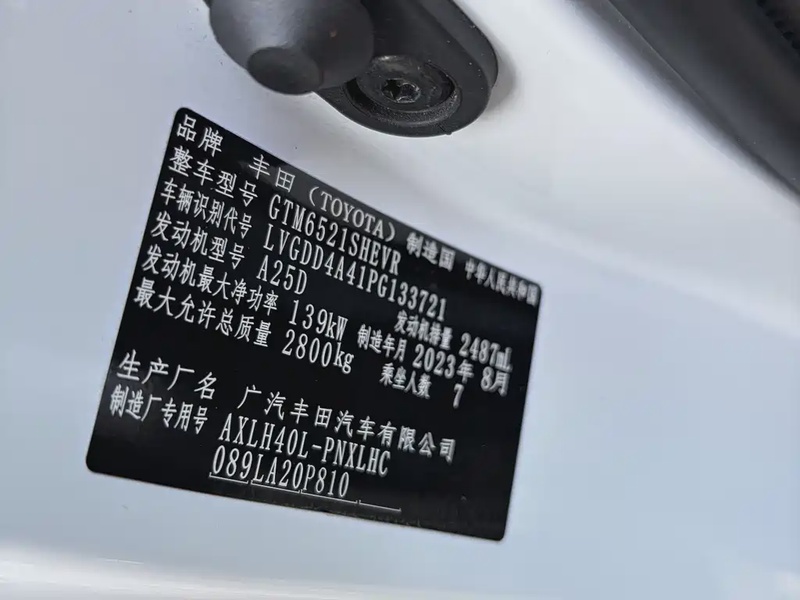 品牌 丰田（TOYOTA） 制造国 中华人民共和国
整车型号 GTM6521SHEVR
车辆识别代号 LVGDD4A41PG133721
发动机型号 A25D 发动机排量 2487mL
发动机最大净功率 139kW 制造年月 2023年8月
最大允许总质量 2800kg 乘坐人数 7
生产厂名 广汽丰田汽车有限公司
制造厂专用号 AXLH40L-PNXLHC
089LA20P810